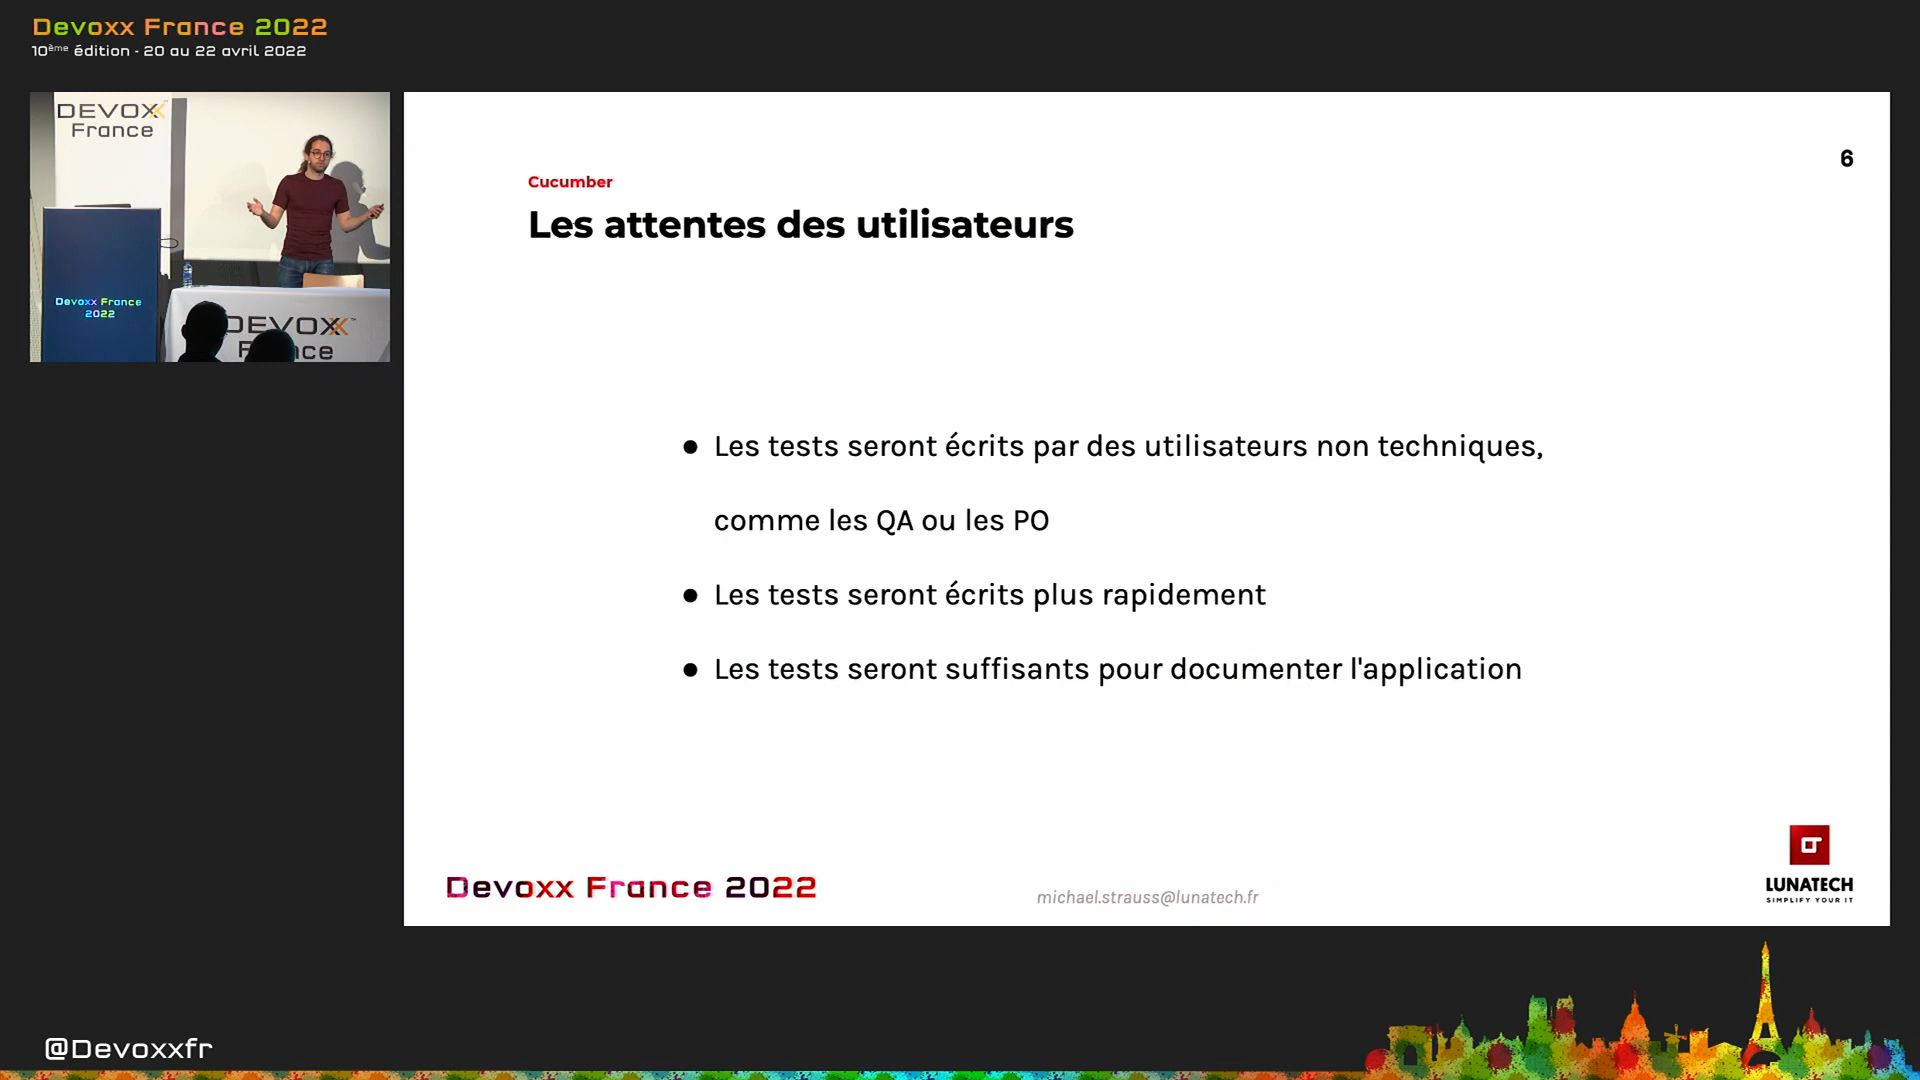 Devoxx France 2022
10ème édition - 20 au 22 avril 2022
DEVOXX
France
Devoxx France
2022
DEVOXX
France
6
Cucumber
Les attentes des utilisateurs
● Les tests seront écrits par des utilisateurs non techniques,
comme les QA ou les PO
● Les tests seront écrits plus rapidement
● Les tests seront suffisants pour documenter l'application
Devoxx France 2022
michael.strauss@lunatech.fr
LUNATECH
SIMPLIFY YOUR IT
@Devoxxfr